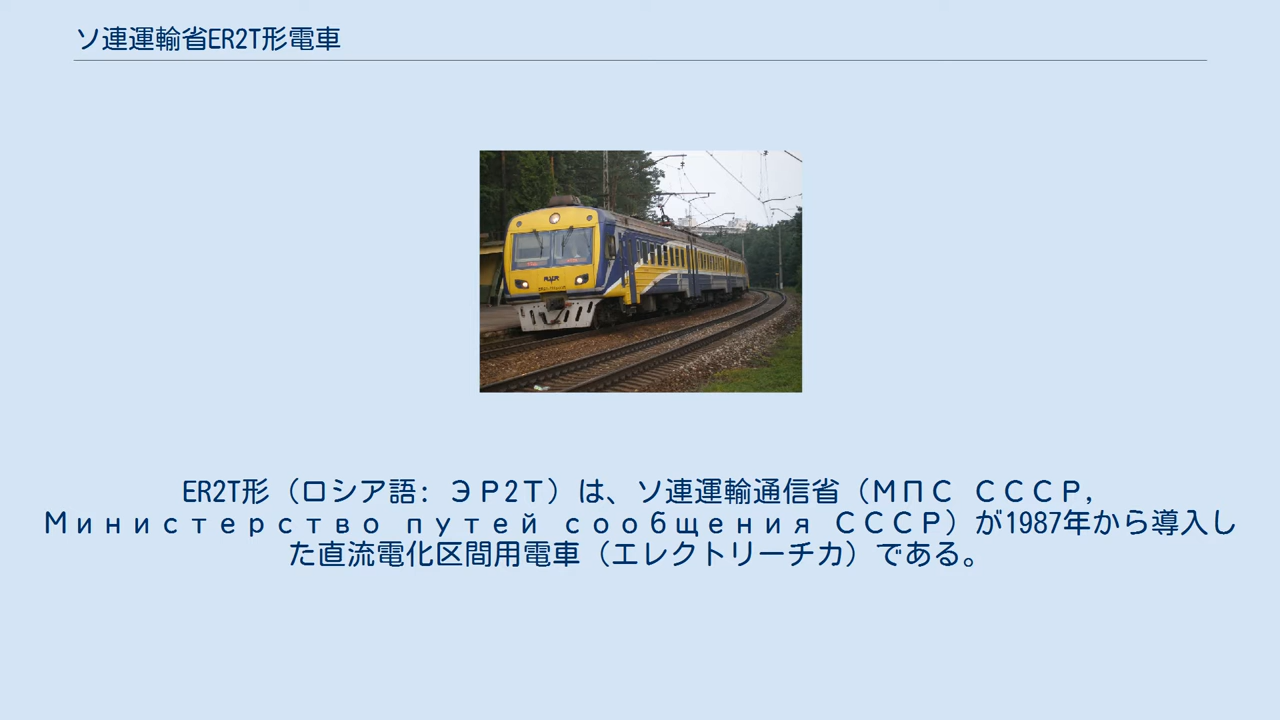 ソ連運輸省ER2T形電車
ER2T形（ロシア語: ЭР2Т）は、ソ連運輸通信省（МПС СССР,
Министерство путей сообщения СССР）が1987年から導入し
た直流電化区間用電車（エレクトリーチカ）である。